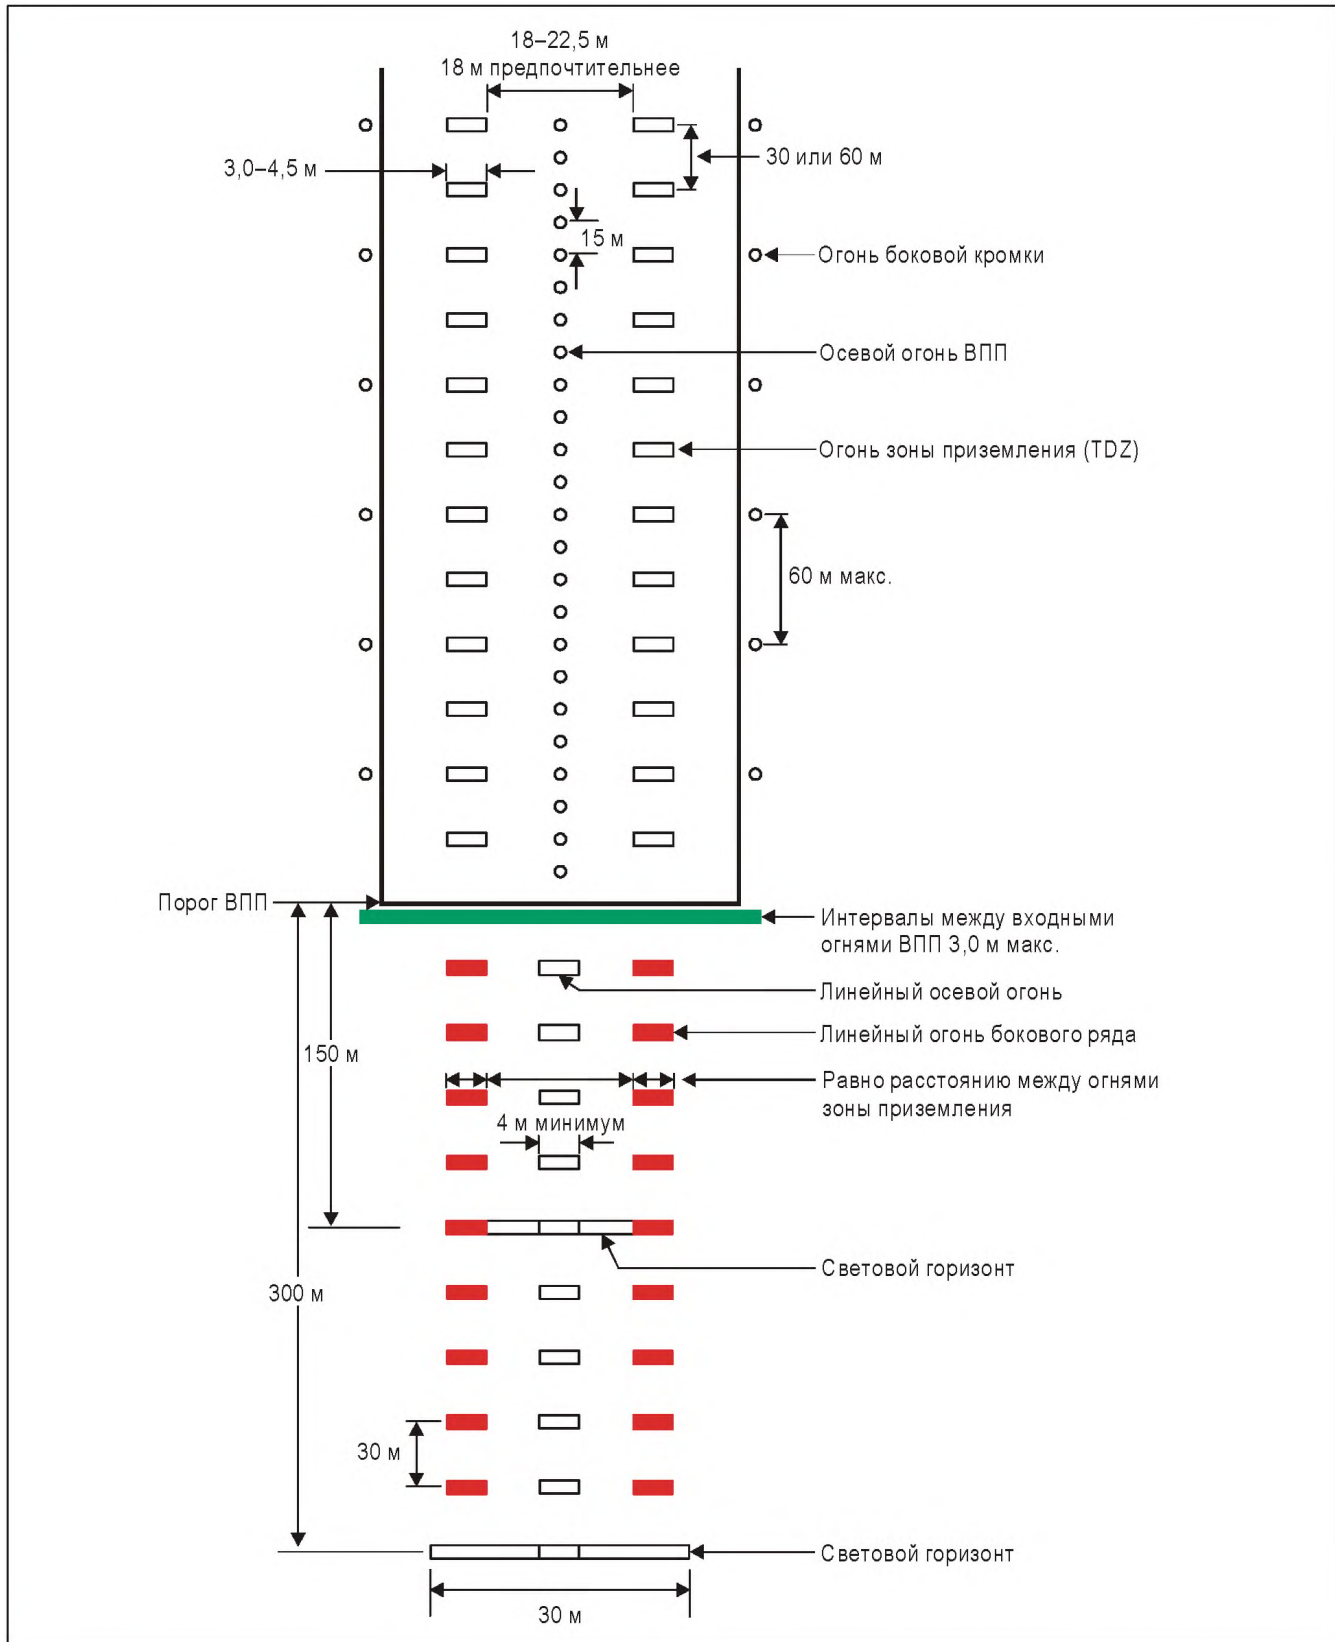 18–22,5 м
18 м предпочтительнее
30 или 60 м
3,0–4,5 м
15 м
Огонь боковой кромки
Осевой огонь ВПП
Огонь зоны приземления (TDZ)
60 м макс.
Порог ВПП
Интервалы между входными
огнями ВПП 3,0 м макс.
Линейный осевой огонь
Линейный огонь бокового ряда
150 м
Равно расстоянию между огнями
зоны приземления
4 м минимум
Световой горизонт
300 м
30 м
Световой горизонт
30 м